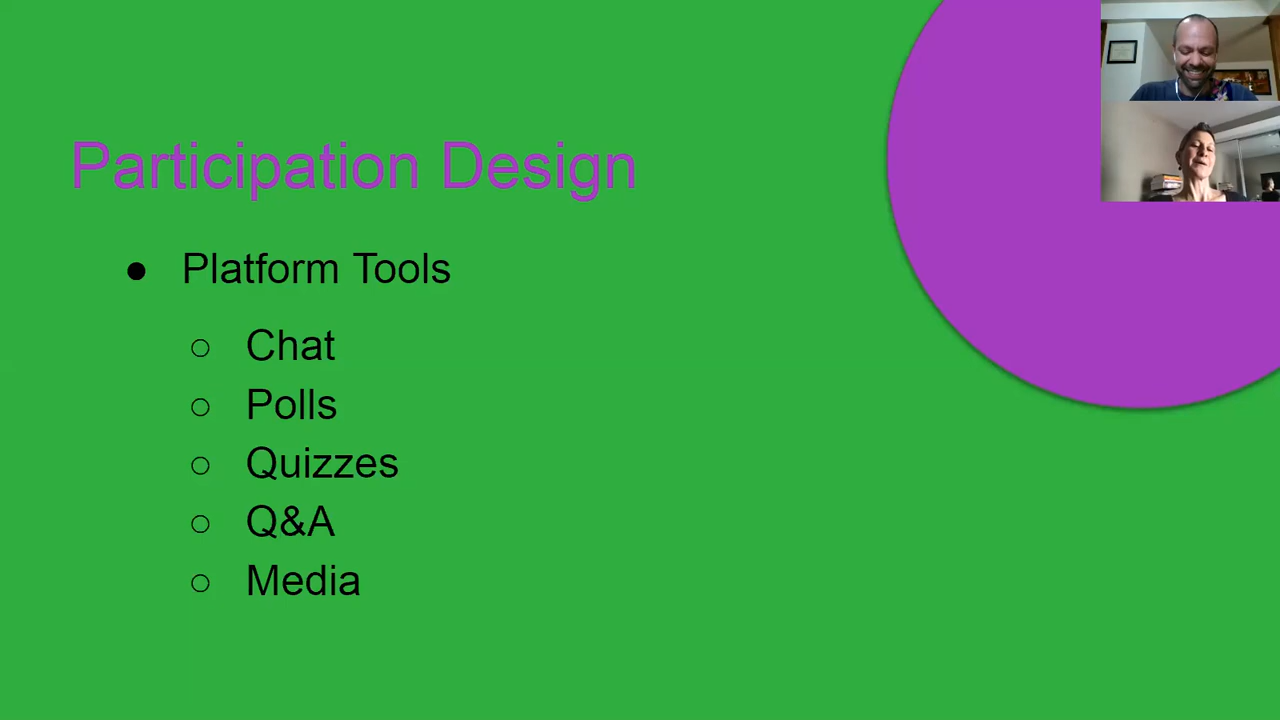 Participation Design
● Platform Tools
○ Chat
○ Polls
○ Quizzes
○ Q&A
○ Media